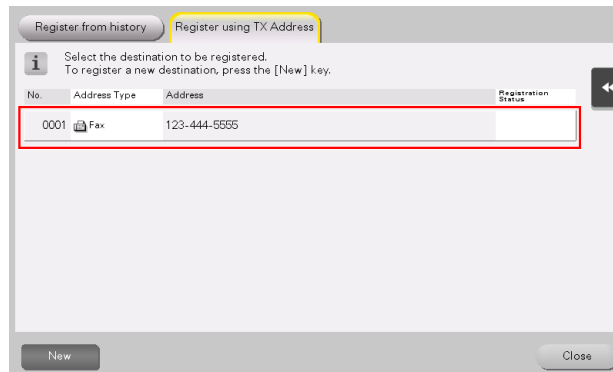 Register from history
Register using TX Address
i
Select the destination to be registered.
To register a new destination, press the [New] key.
No.
Address Type
Address
Registration
Status
0001
Fax
123-444-5555
New
Close